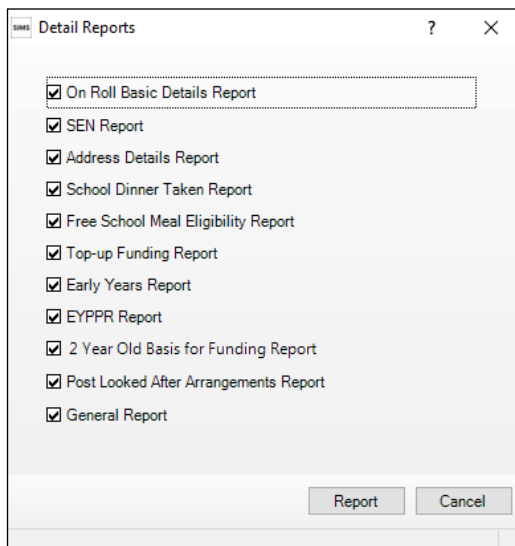 SIMS Detail Reports ? X
On Roll Basic Details Report
SEN Report
Address Details Report
School Dinner Taken Report
Free School Meal Eligibility Report
Top-up Funding Report
Early Years Report
EYPPR Report
2 Year Old Basis for Funding Report
Post Looked After Arrangements Report
General Report
Report Cancel